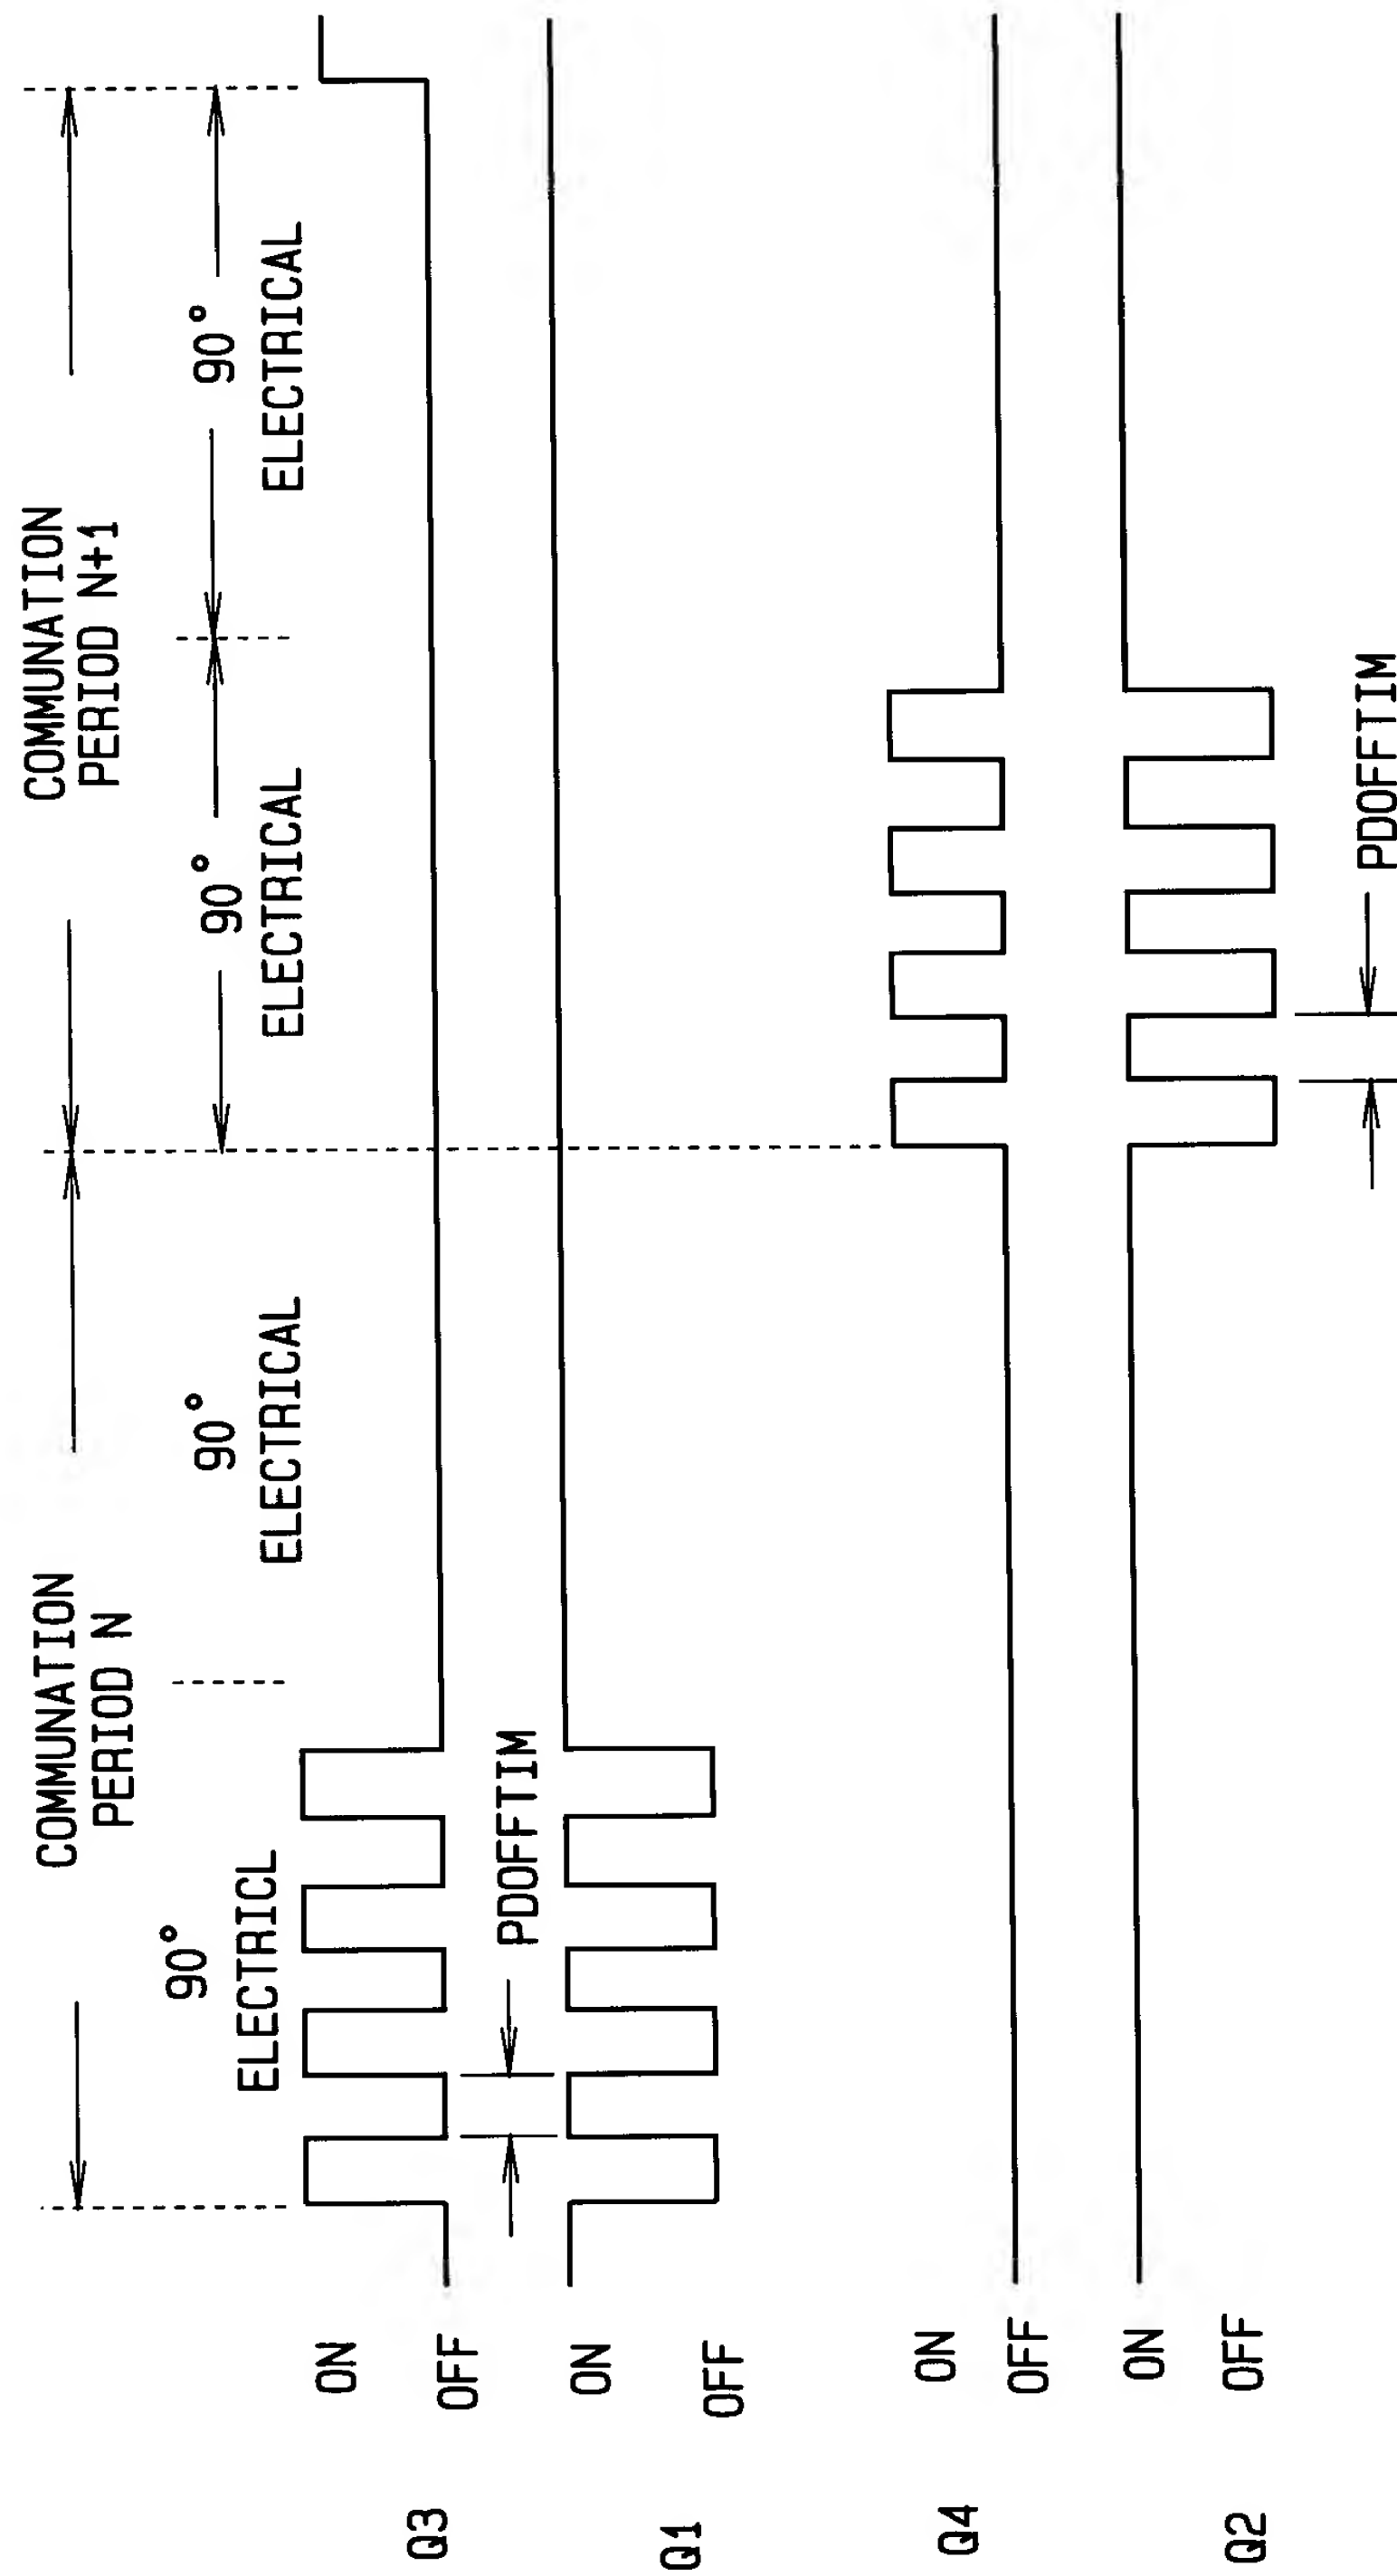 COMMUNATION
PERIOD N
COMMUNATION
PERIOD N+1
90°
ELECTRICL
90°
ELECTRICAL
90°
ELECTRICAL
90°
ELECTRICAL
Q3
ON
OFF
PDOFFTIM
Q1
ON
OFF
Q4
ON
OFF
Q2
ON
OFF
PDOFFTIM